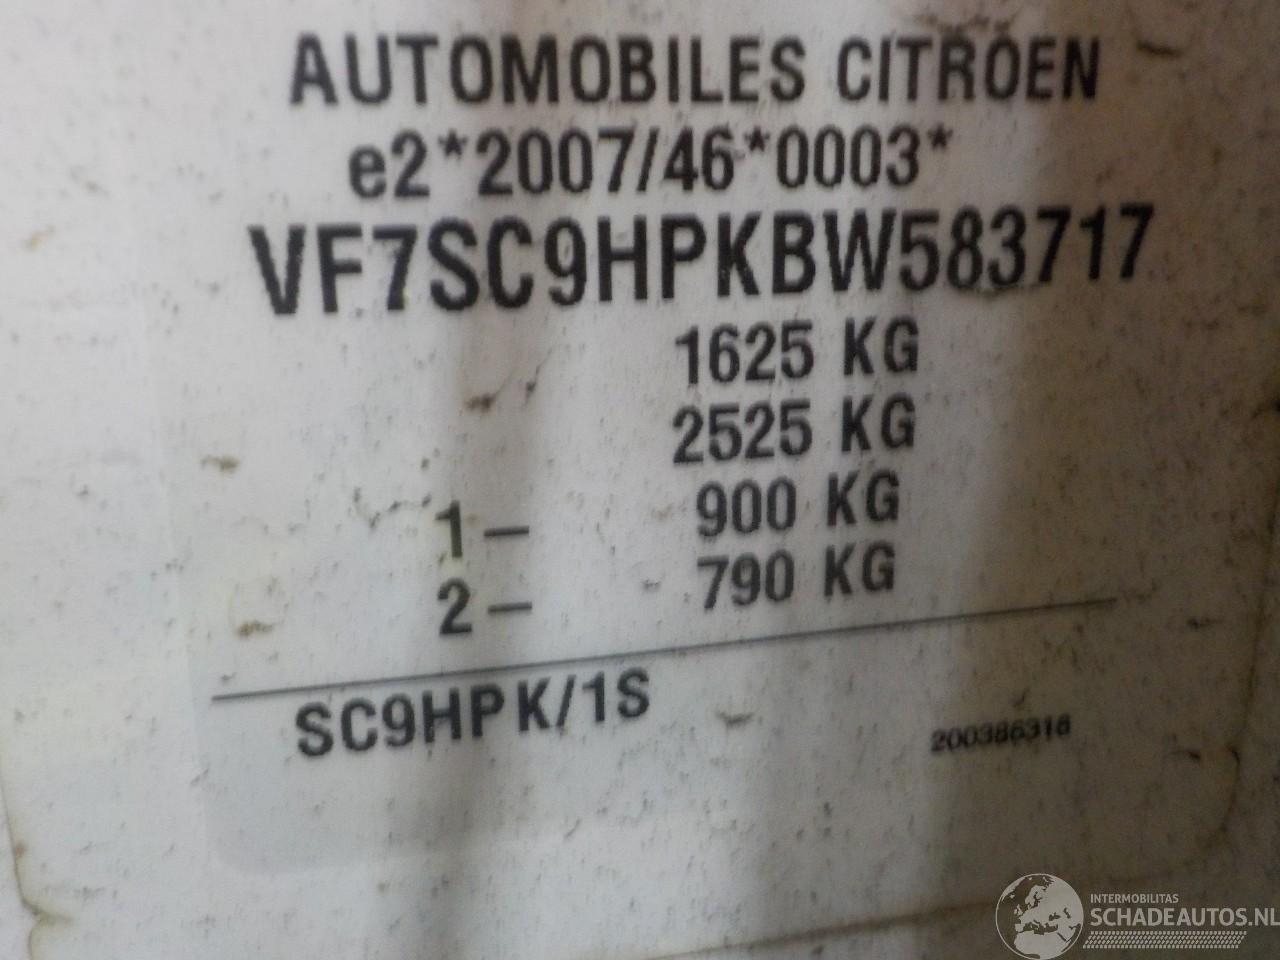 AUTOMOBILES CITROËN
e2*2007/46*0003*
VF7SC9HPKBW583717
1625 KG
2525 KG
1- 900 KG
2- 790 KG
SC9HPK/1S
200386316
INTERMOBILITAS
SCHADEAUTOS.NL